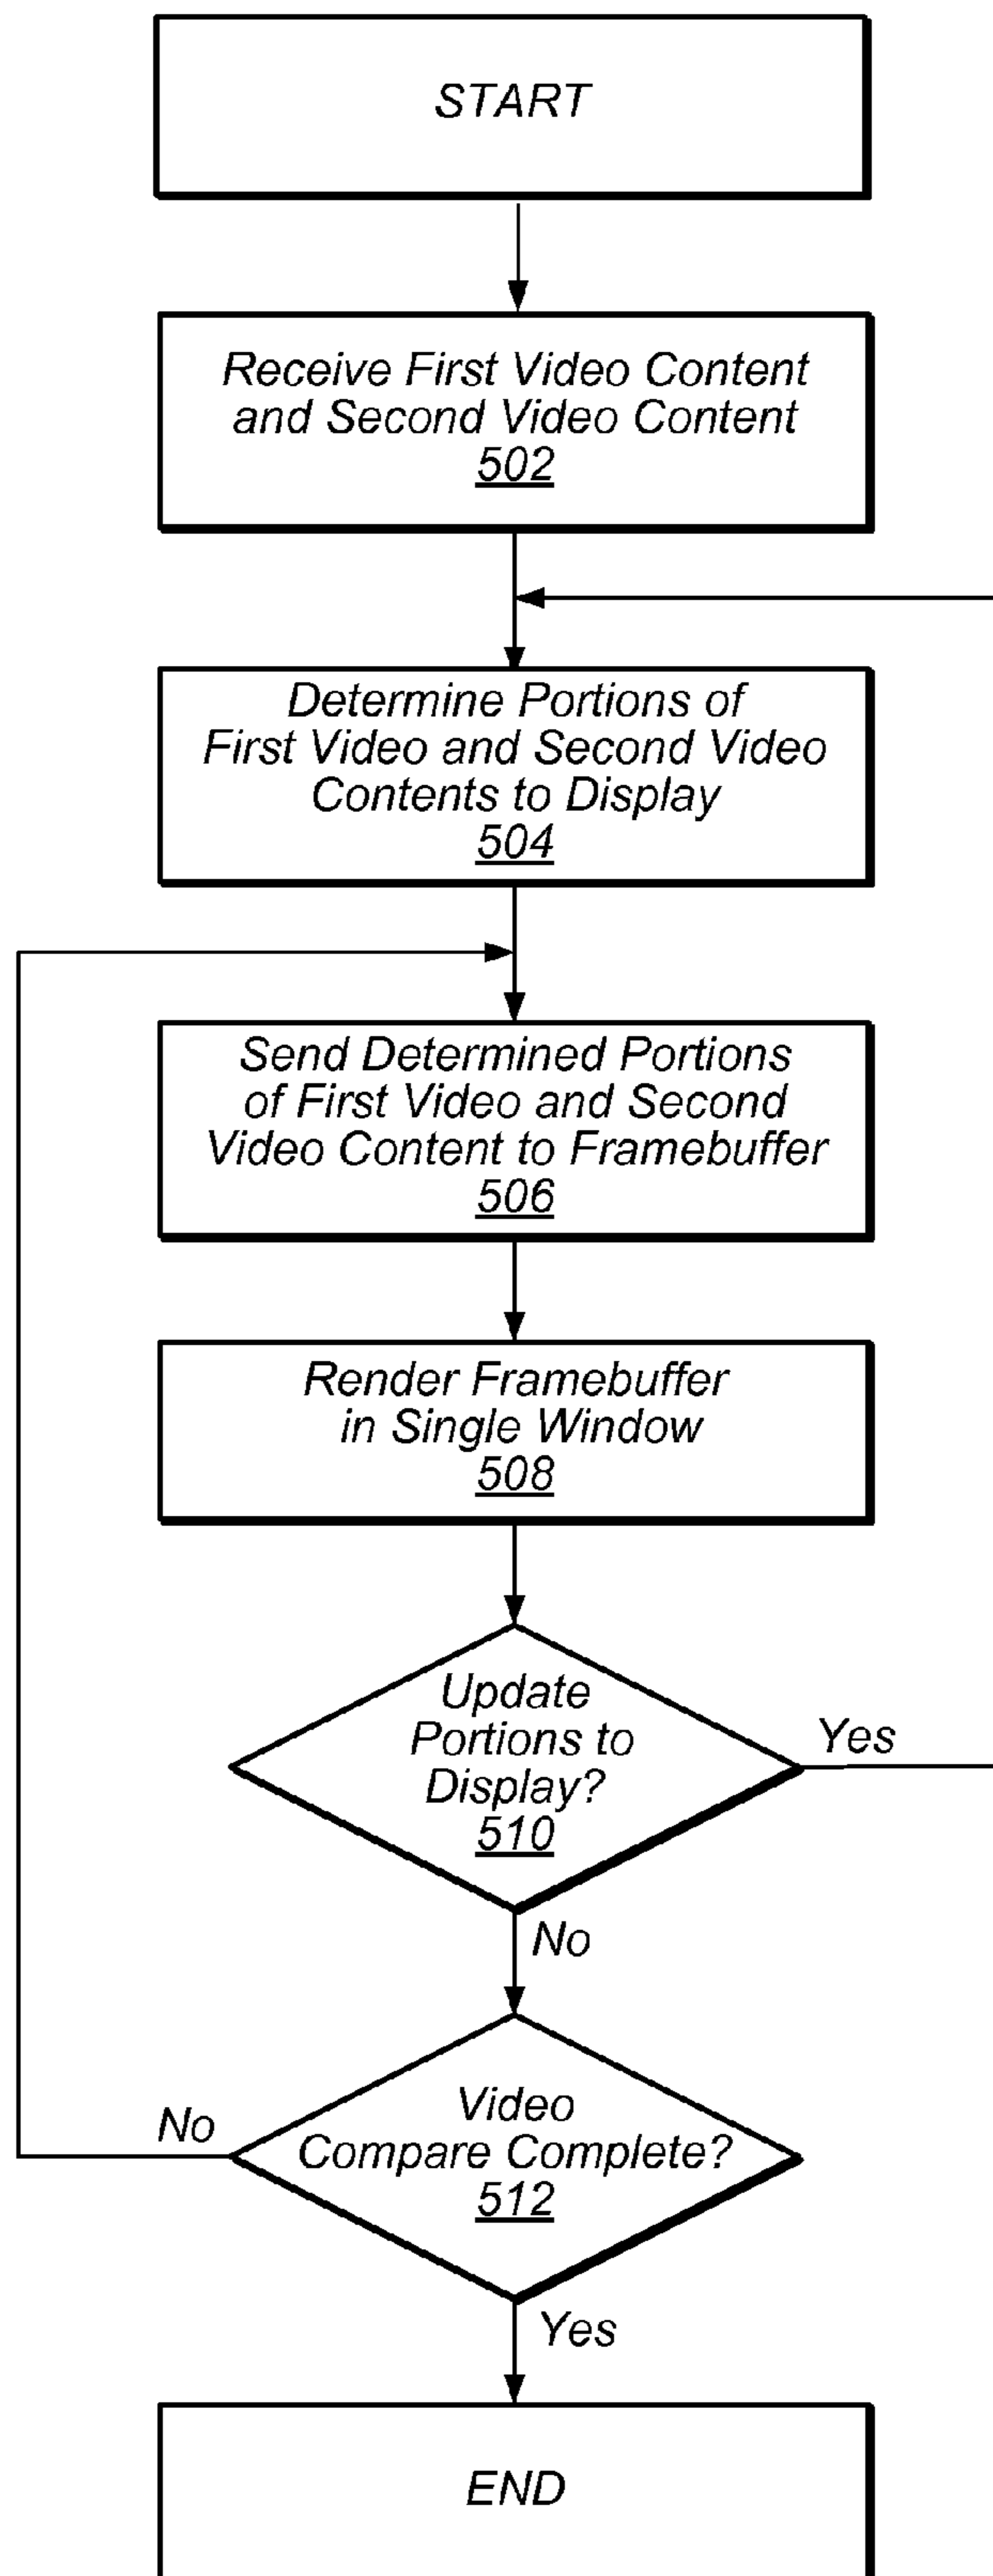 START
Receive First Video Content
and Second Video Content
502
Determine Portions of
First Video and Second Video
Contents to Display
504
Send Determined Portions
of First Video and Second
Video Content to Framebuffer
506
Render Framebuffer
in Single Window
508
Update
Portions to
Display?
510
Yes
No
Video
Compare Complete?
512
No
Yes
END